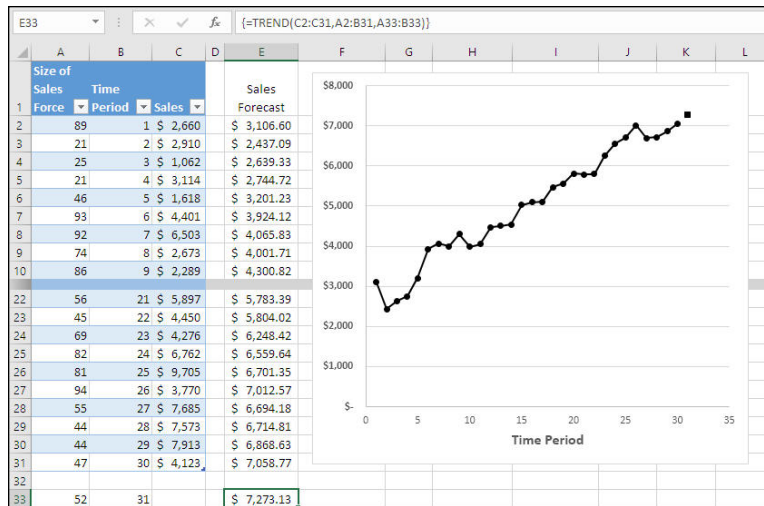 E33 fx {=TREND(C2:C31,A2:B31,A33:B33)}
A B C D E F G H I J K L
Size of
Sales Time Sales
1 Force Period Sales Forecast
2 89 1 $ 2,660 $ 3,106.60
3 21 2 $ 2,910 $ 2,437.09
4 25 3 $ 1,062 $ 2,639.33
5 21 4 $ 3,114 $ 2,744.72
6 46 5 $ 1,618 $ 3,201.23
7 93 6 $ 4,401 $ 3,924.12
8 92 7 $ 6,503 $ 4,065.83
9 74 8 $ 2,673 $ 4,001.71
10 86 9 $ 2,289 $ 4,300.82
22 56 21 $ 5,897 $ 5,783.39
23 45 22 $ 4,450 $ 5,804.02
24 69 23 $ 4,276 $ 6,248.42
25 82 24 $ 6,762 $ 6,559.64
26 81 25 $ 9,705 $ 6,701.35
27 94 26 $ 3,770 $ 7,012.57
28 55 27 $ 7,685 $ 6,694.18
29 44 28 $ 7,573 $ 6,714.81
30 44 29 $ 7,913 $ 6,868.63
31 47 30 $ 4,123 $ 7,058.77
32
33 52 31 $ 7,273.13
$8,000
$7,000
$6,000
$5,000
$4,000
$3,000
$2,000
$1,000
$-
0 5 10 15 20 25 30 35
Time Period